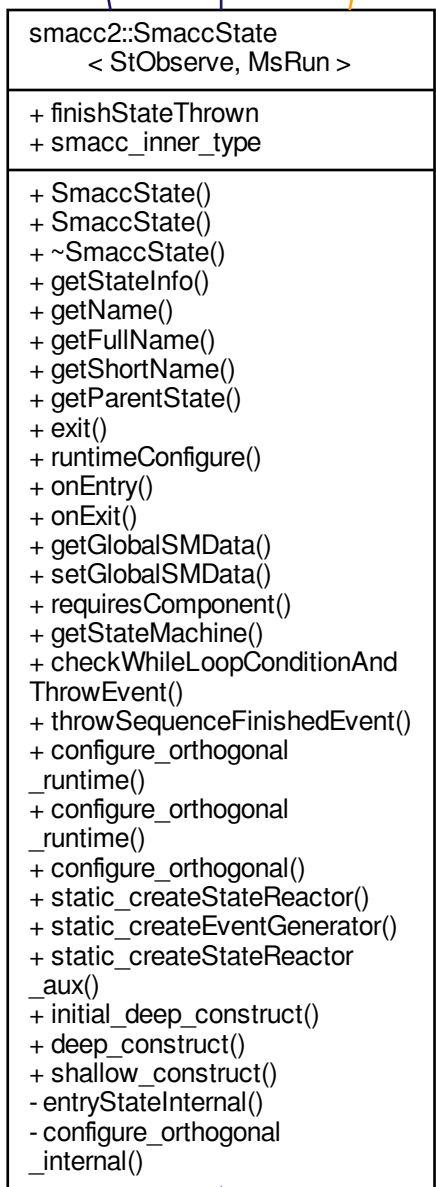 smacc2::SmaccState
< StObserve, MsRun >
+ finishStateThrown
+ smacc_inner_type
+ SmaccState()
+ SmaccState()
+ ~SmaccState()
+ getStateInfo()
+ getName()
+ getFullName()
+ getShortName()
+ getParentState()
+ exit()
+ runtimeConfigure()
+ onEntry()
+ onExit()
+ getGlobalSMData()
+ setGlobalSMData()
+ requiresComponent()
+ getStateMachine()
+ checkWhileLoopConditionAnd
ThrowEvent()
+ throwSequenceFinishedEvent()
+ configure_orthogonal
_runtime()
+ configure_orthogonal
_runtime()
+ configure_orthogonal()
+ static_createStateReactor()
+ static_createEventGenerator()
+ static_createStateReactor
_aux()
+ initial_deep_construct()
+ deep_construct()
+ shallow_construct()
- entryStateInternal()
- configure_orthogonal
_internal()